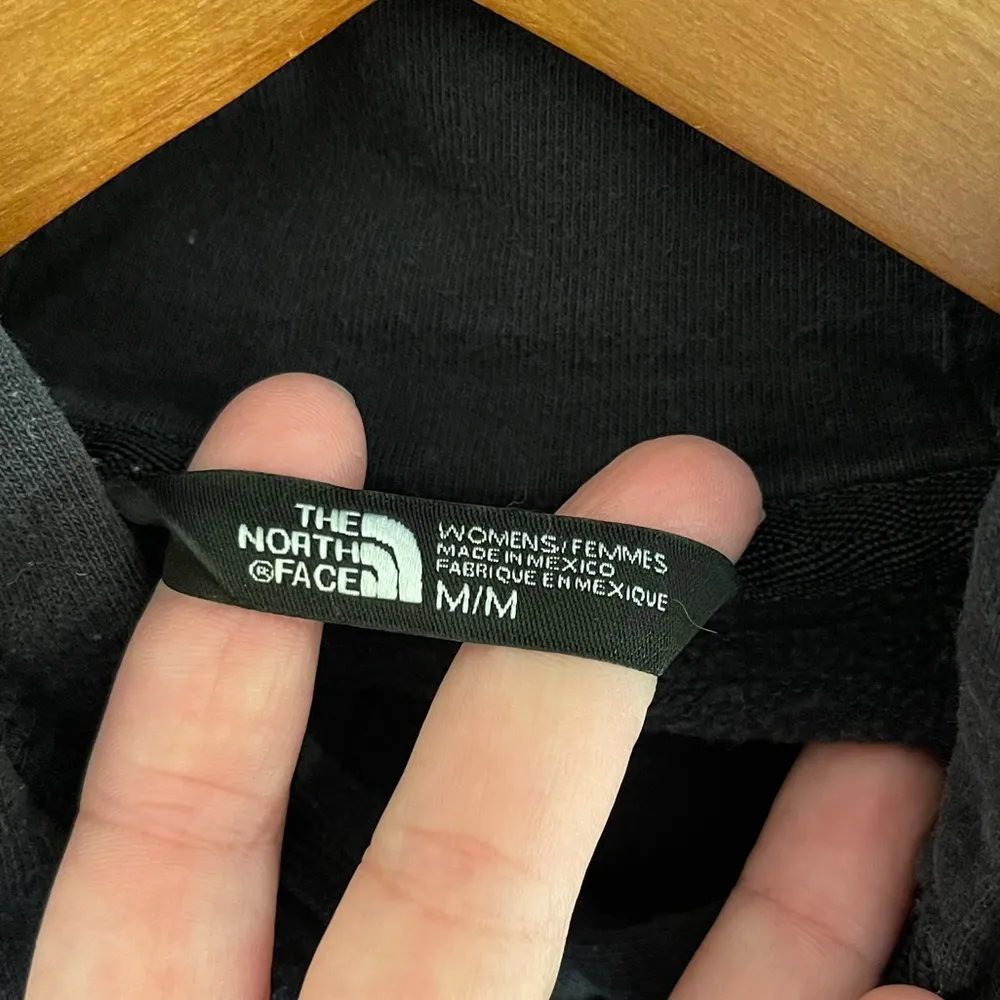 THE
NORTH
®FACE
WOMENS/FEMMES
MADE IN MEXICO
FABRIQUE EN MEXIQUE
M/M